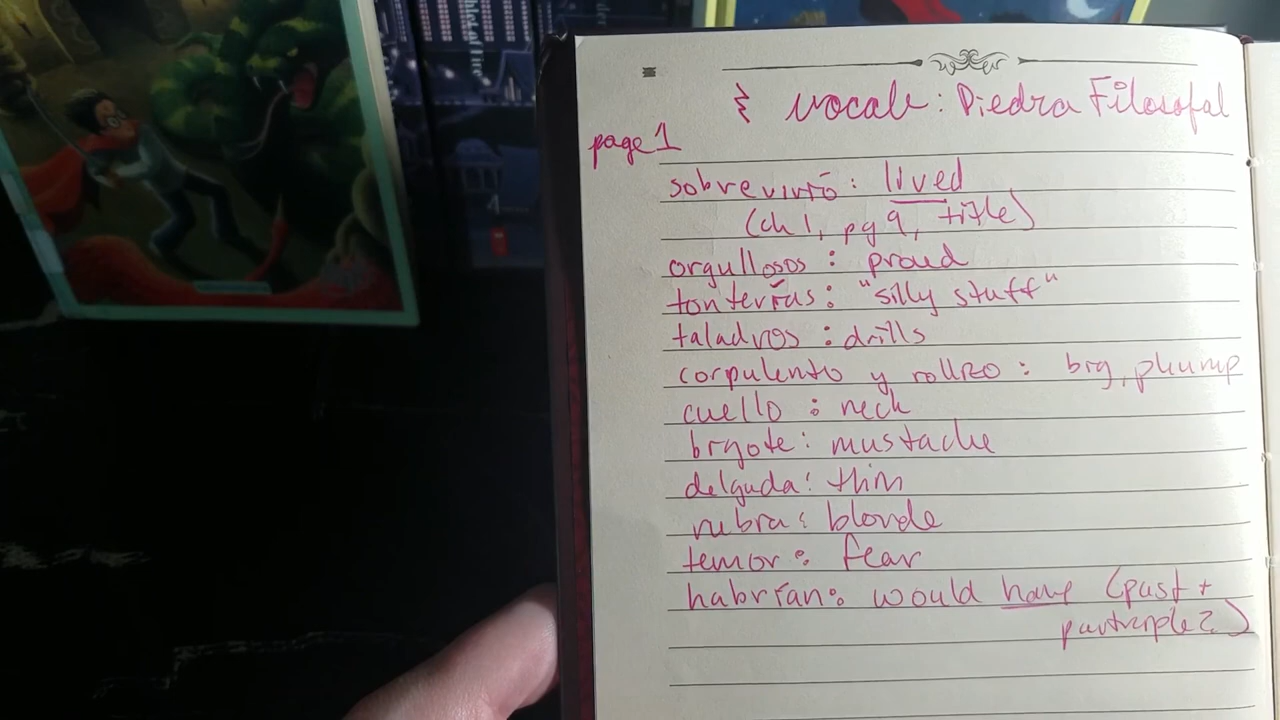 vocab: Piedra Filosofal
page 1
sobrevivió: lived
(ch 1, pg 9, title)
orgullosos: proud
tonterías: "silly stuff"
taladros: drills
corpulento y rollizo: big, plump
cuello: neck
bigote: mustache
delgada: thin
rubia: blonde
temor: fear
habrían: would have (past +
participle?)